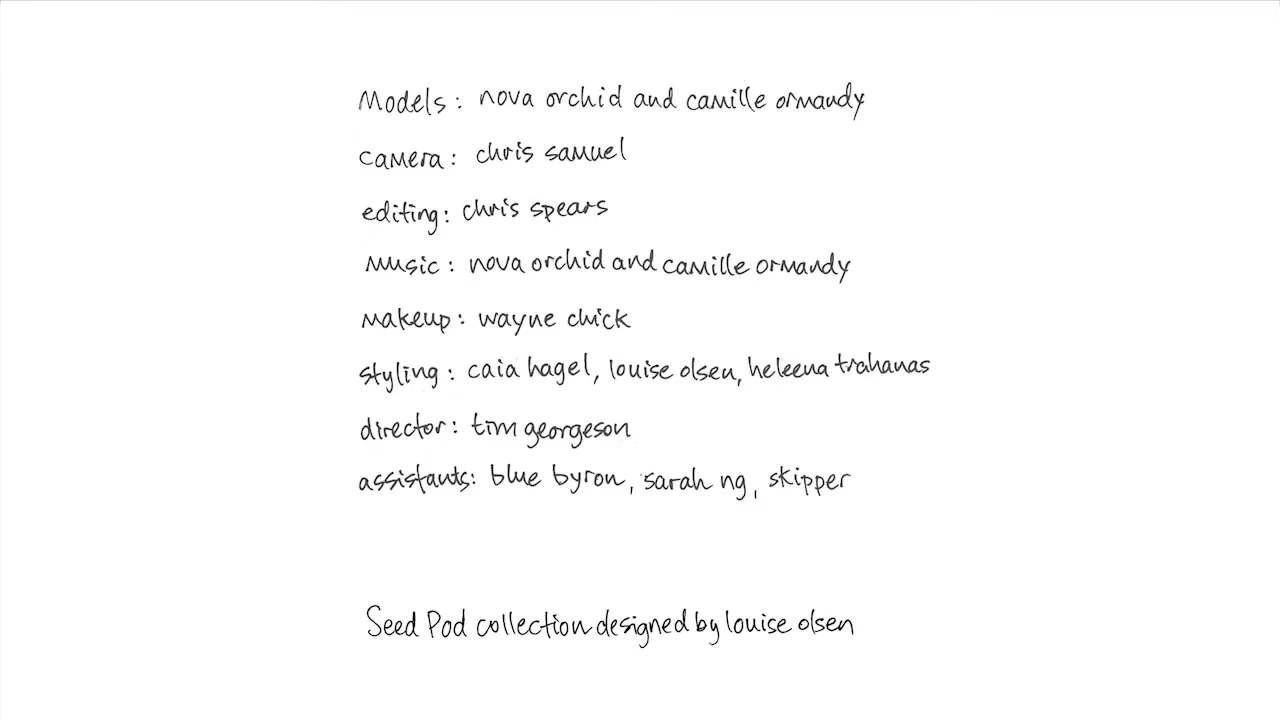 Models: nova orchid and camille ormandy
camera: chris samuel
editing: chris spears
music: nova orchid and camille ormandy
makeup: wayne chick
styling: caia hagel, louise olsen, heleena trahanas
director: tim georgeson
assistants: blue byron, sarah ng, skipper
Seed Pod collection designed by louise olsen